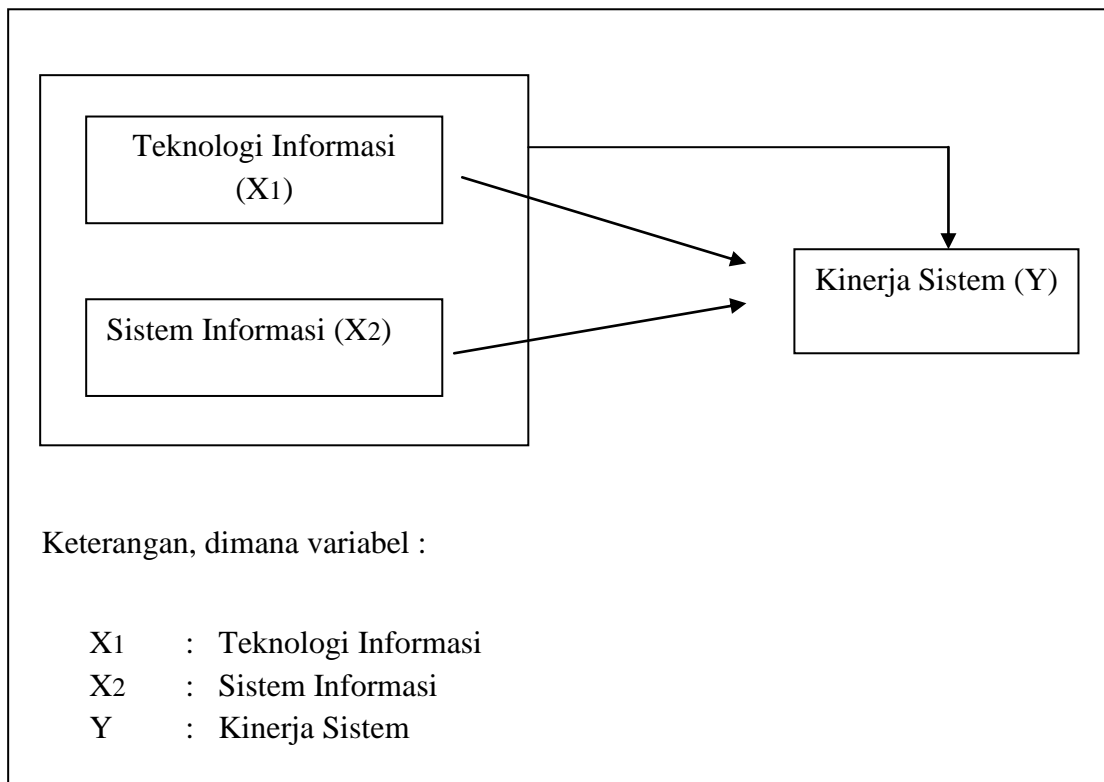 Teknologi Informasi
(X1)
Sistem Informasi (X2)
Kinerja Sistem (Y)
Keterangan, dimana variabel :
X1 : Teknologi Informasi
X2 : Sistem Informasi
Y : Kinerja Sistem